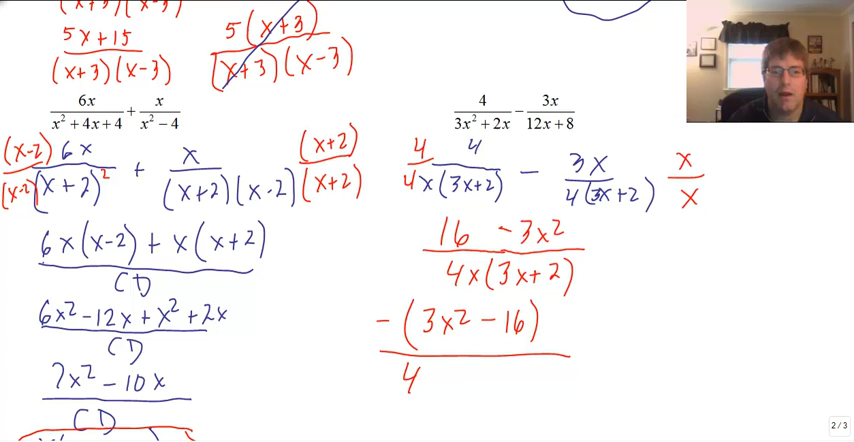 5x+15 / (x+3)(x-3)
5(x+3) / (x+3)(x-3)
6x / x² + 4x + 4 + x / x² − 4
(x-2) / (x-2) 6x / (x+2)² + x / (x+2)(x-2) (x+2) / (x+2)
6x(x-2) + x(x+2) / CD
6x² -12x + x² + 2x / CD
7x² -10x / CD
4 / 3x² + 2x − 3x / 12x + 8
4 / 4 4 / x(3x+2) - 3x / 4(3x+2) x / x
16 -3x² / 4x(3x+2)
-(3x² -16) / 4
2 / 3